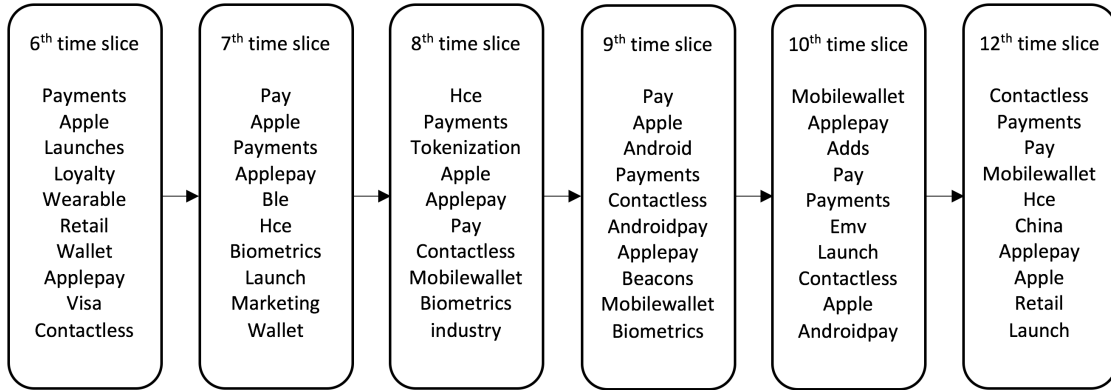 6th time slice
Payments
Apple
Launches
Loyalty
Wearable
Retail
Wallet
Applepay
Visa
Contactless
7th time slice
Pay
Apple
Payments
Applepay
Ble
Hce
Biometrics
Launch
Marketing
Wallet
8th time slice
Hce
Payments
Tokenization
Apple
Applepay
Pay
Contactless
Mobilewallet
Biometrics
industry
9th time slice
Pay
Apple
Android
Payments
Contactless
Androidpay
Applepay
Beacons
Mobilewallet
Biometrics
10th time slice
Mobilewallet
Applepay
Adds
Pay
Payments
Emv
Launch
Contactless
Apple
Androidpay
12th time slice
Contactless
Payments
Pay
Mobilewallet
Hce
China
Applepay
Apple
Retail
Launch